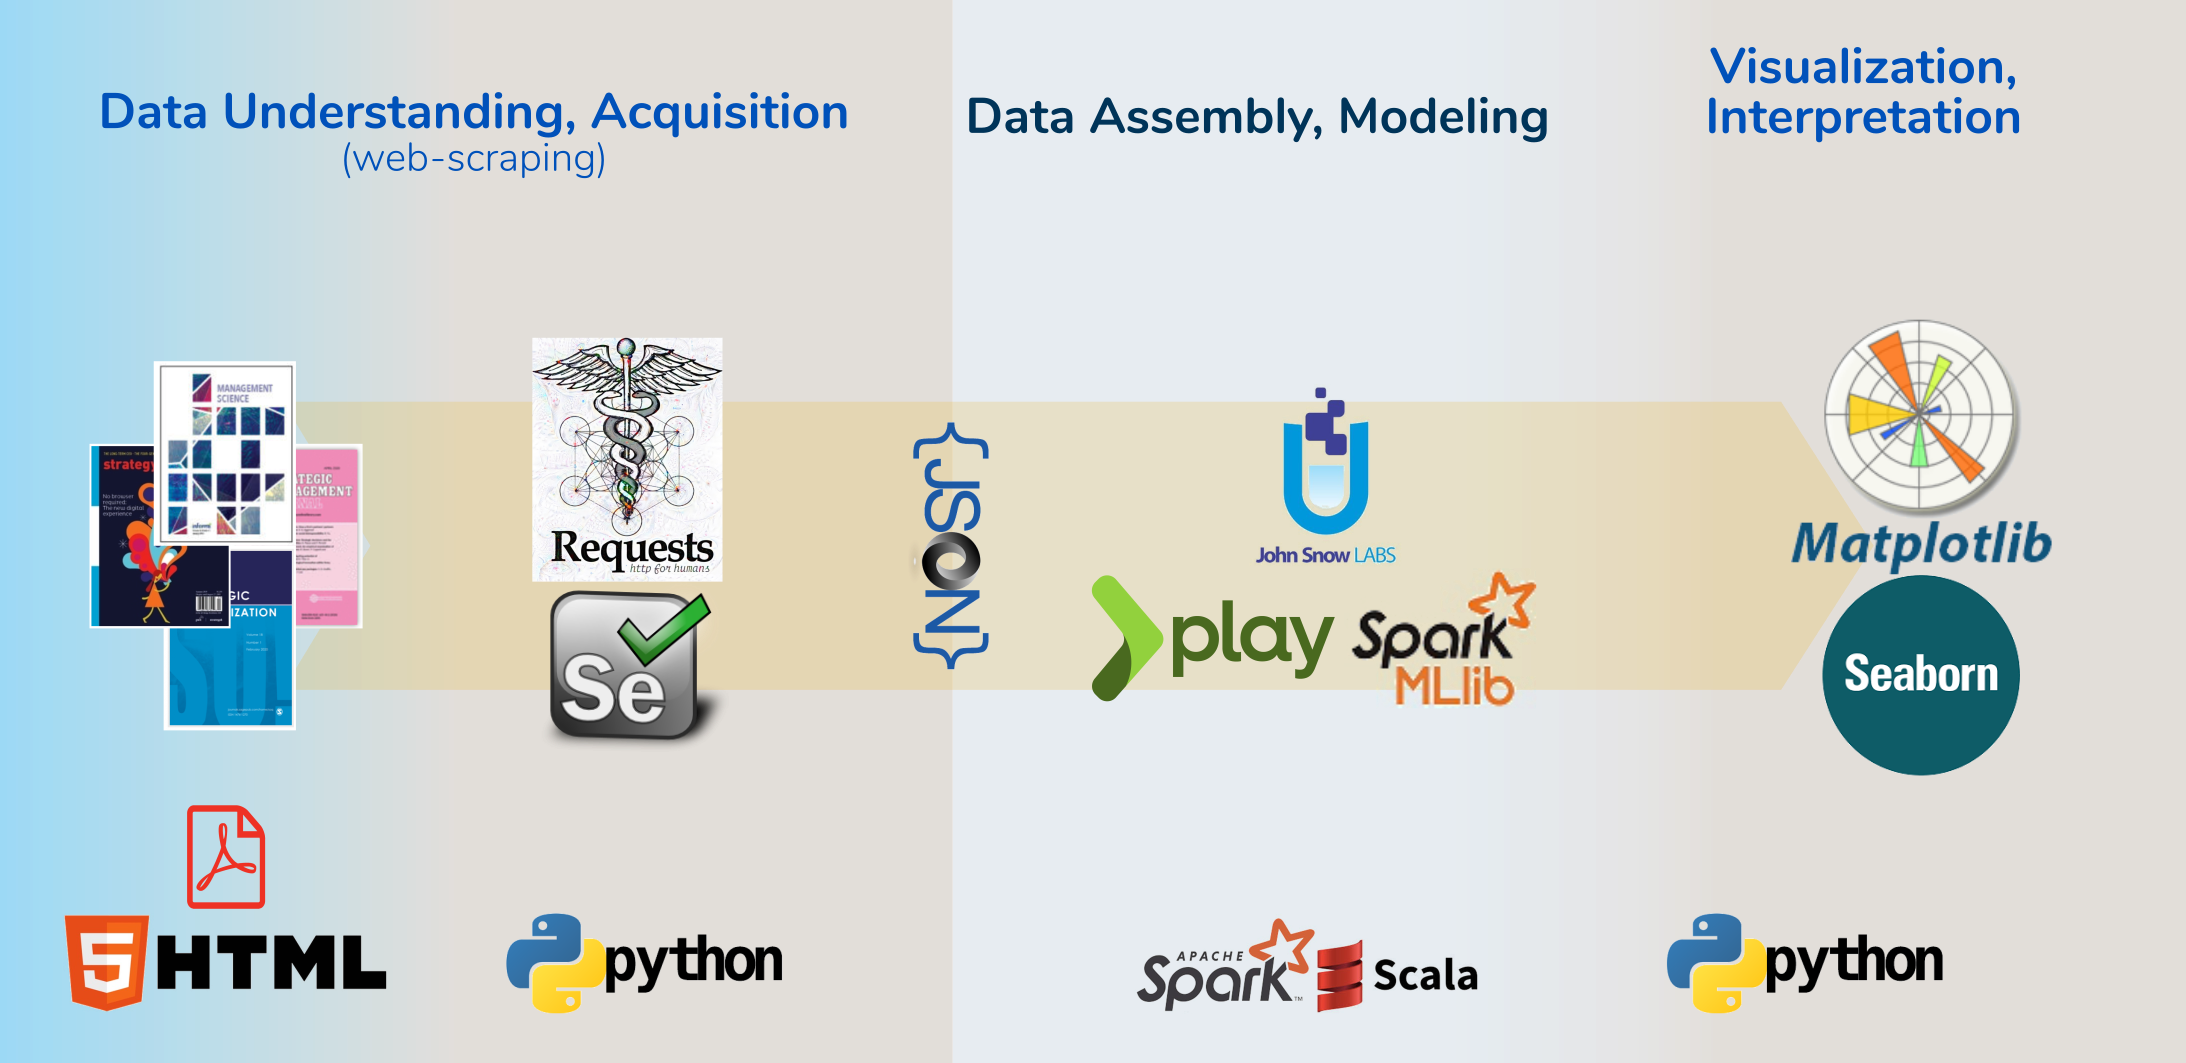 Data Understanding, Acquisition
(web-scraping)
Data Assembly, Modeling
Visualization,
Interpretation
MANAGEMENT
SCIENCE
informs
strategy
No browser
required:
The new digital
experience
TEGIC
AGEMENT
GIC
IZATION
Requests
http for humans
Se
{JSON}
John Snow LABS
play
Spark
MLlib
Matplotlib
Seaborn
5 HTML
python
APACHE
Spark™
Scala
python